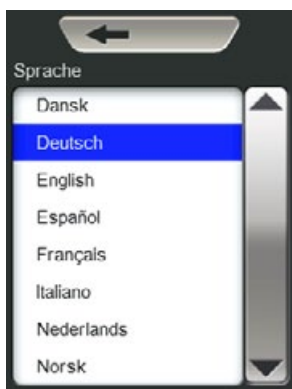 Sprache
Dansk
Deutsch
English
Español
Français
Italiano
Nederlands
Norsk